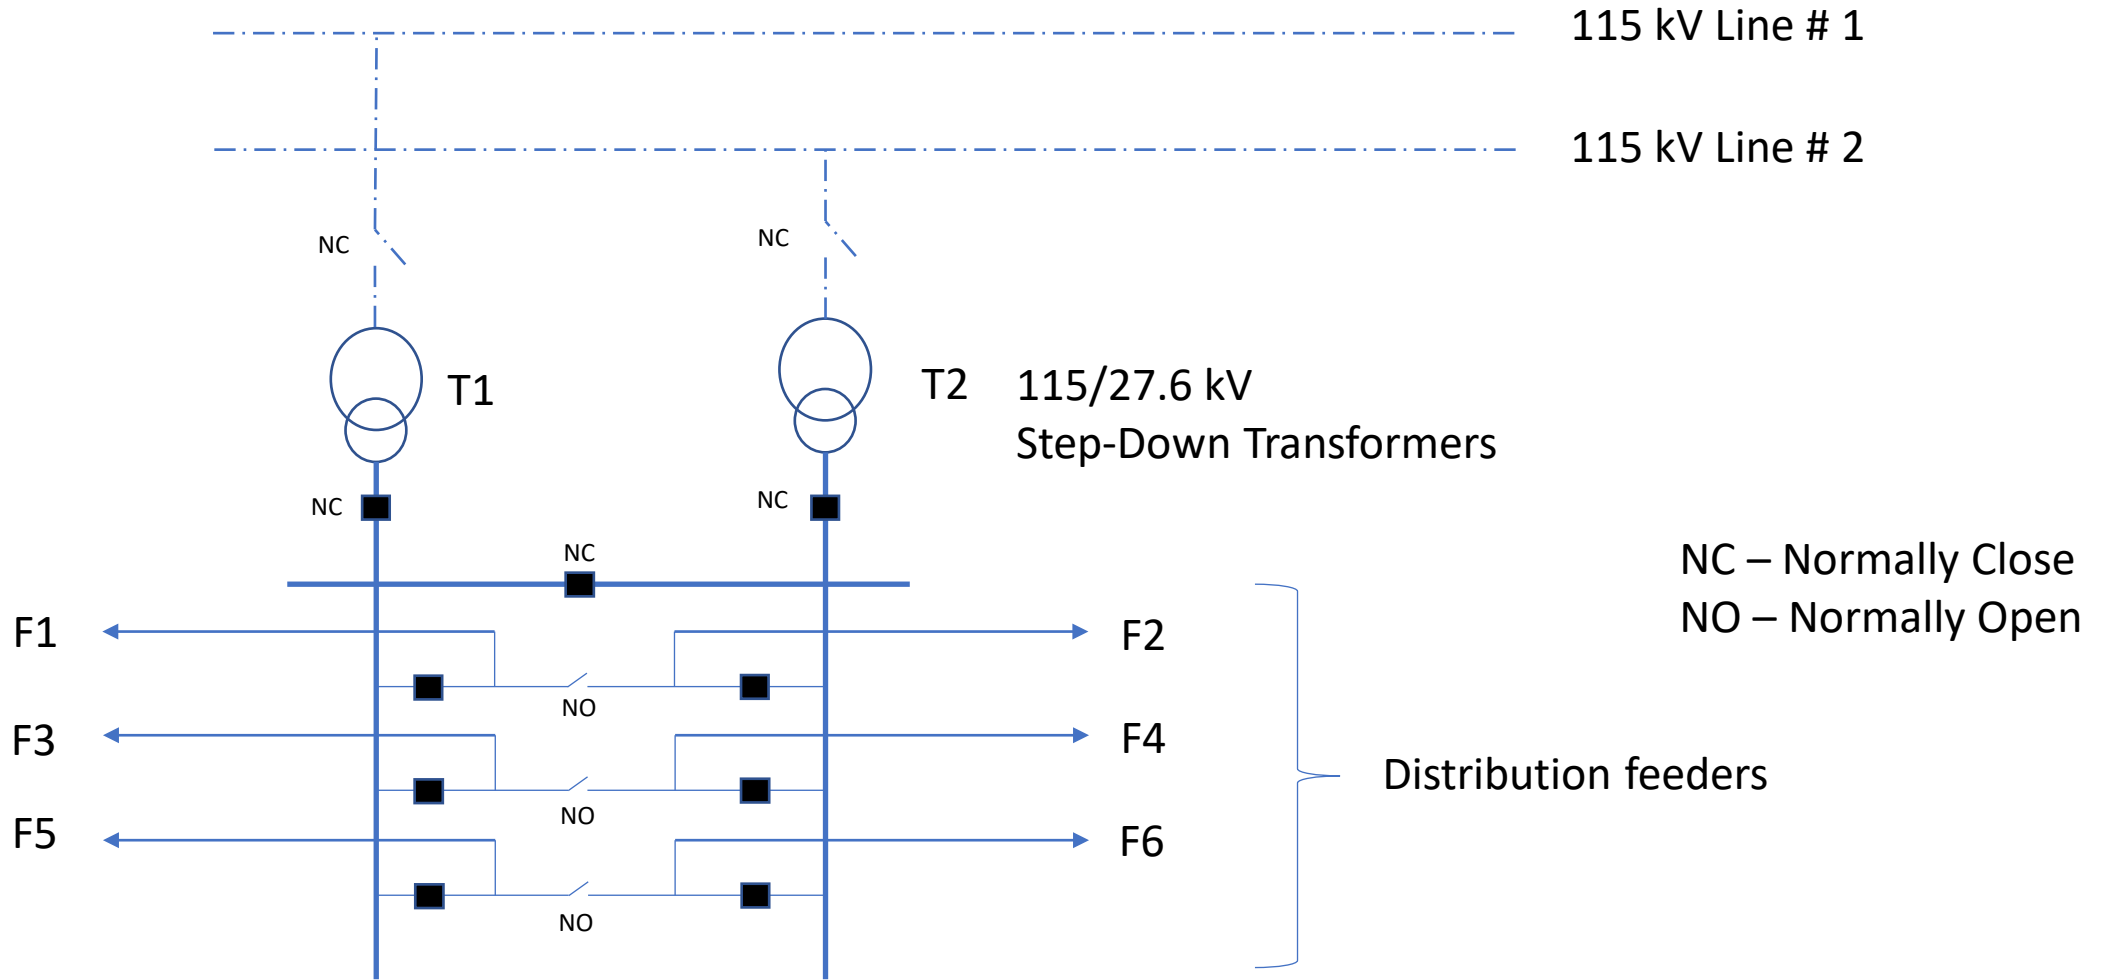 115 kV Line # 1
115 kV Line # 2
NC
NC
T1
T2
115/27.6 kV
Step-Down Transformers
NC
NC
NC
NC – Normally Close
NO – Normally Open
F1
F2
NO
F3
F4
Distribution feeders
NO
F5
F6
NO